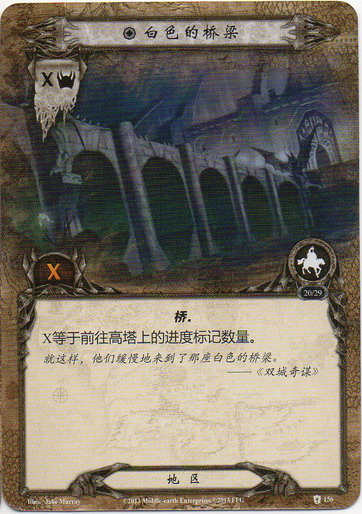 白色的桥梁
X
X
20/29
桥.
X等于前往高塔上的进度标记数量。
就这样，他们缓慢地来到了那座白色的桥梁。
——《双城奇谋》
地区
Illus. Jake Murray
©2013 Middle-earth Enterprises ©2013 FFG
136